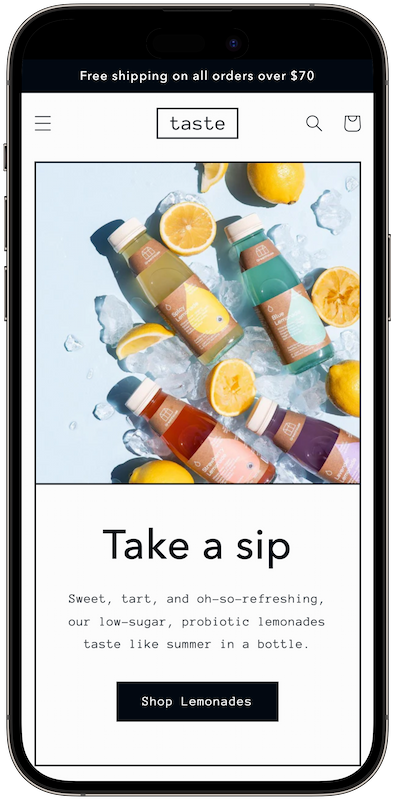 Free shipping on all orders over $70
taste
Take a sip
Sweet, tart, and oh-so-refreshing,
our low-sugar, probiotic lemonades
taste like summer in a bottle.
Shop Lemonades